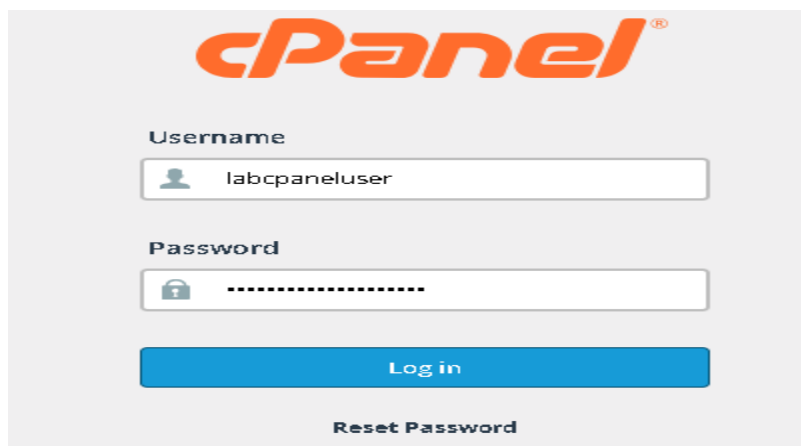 cPanel®
Username
labcpaneluser
Password
••••••••••••••••••••
Log in
Reset Password